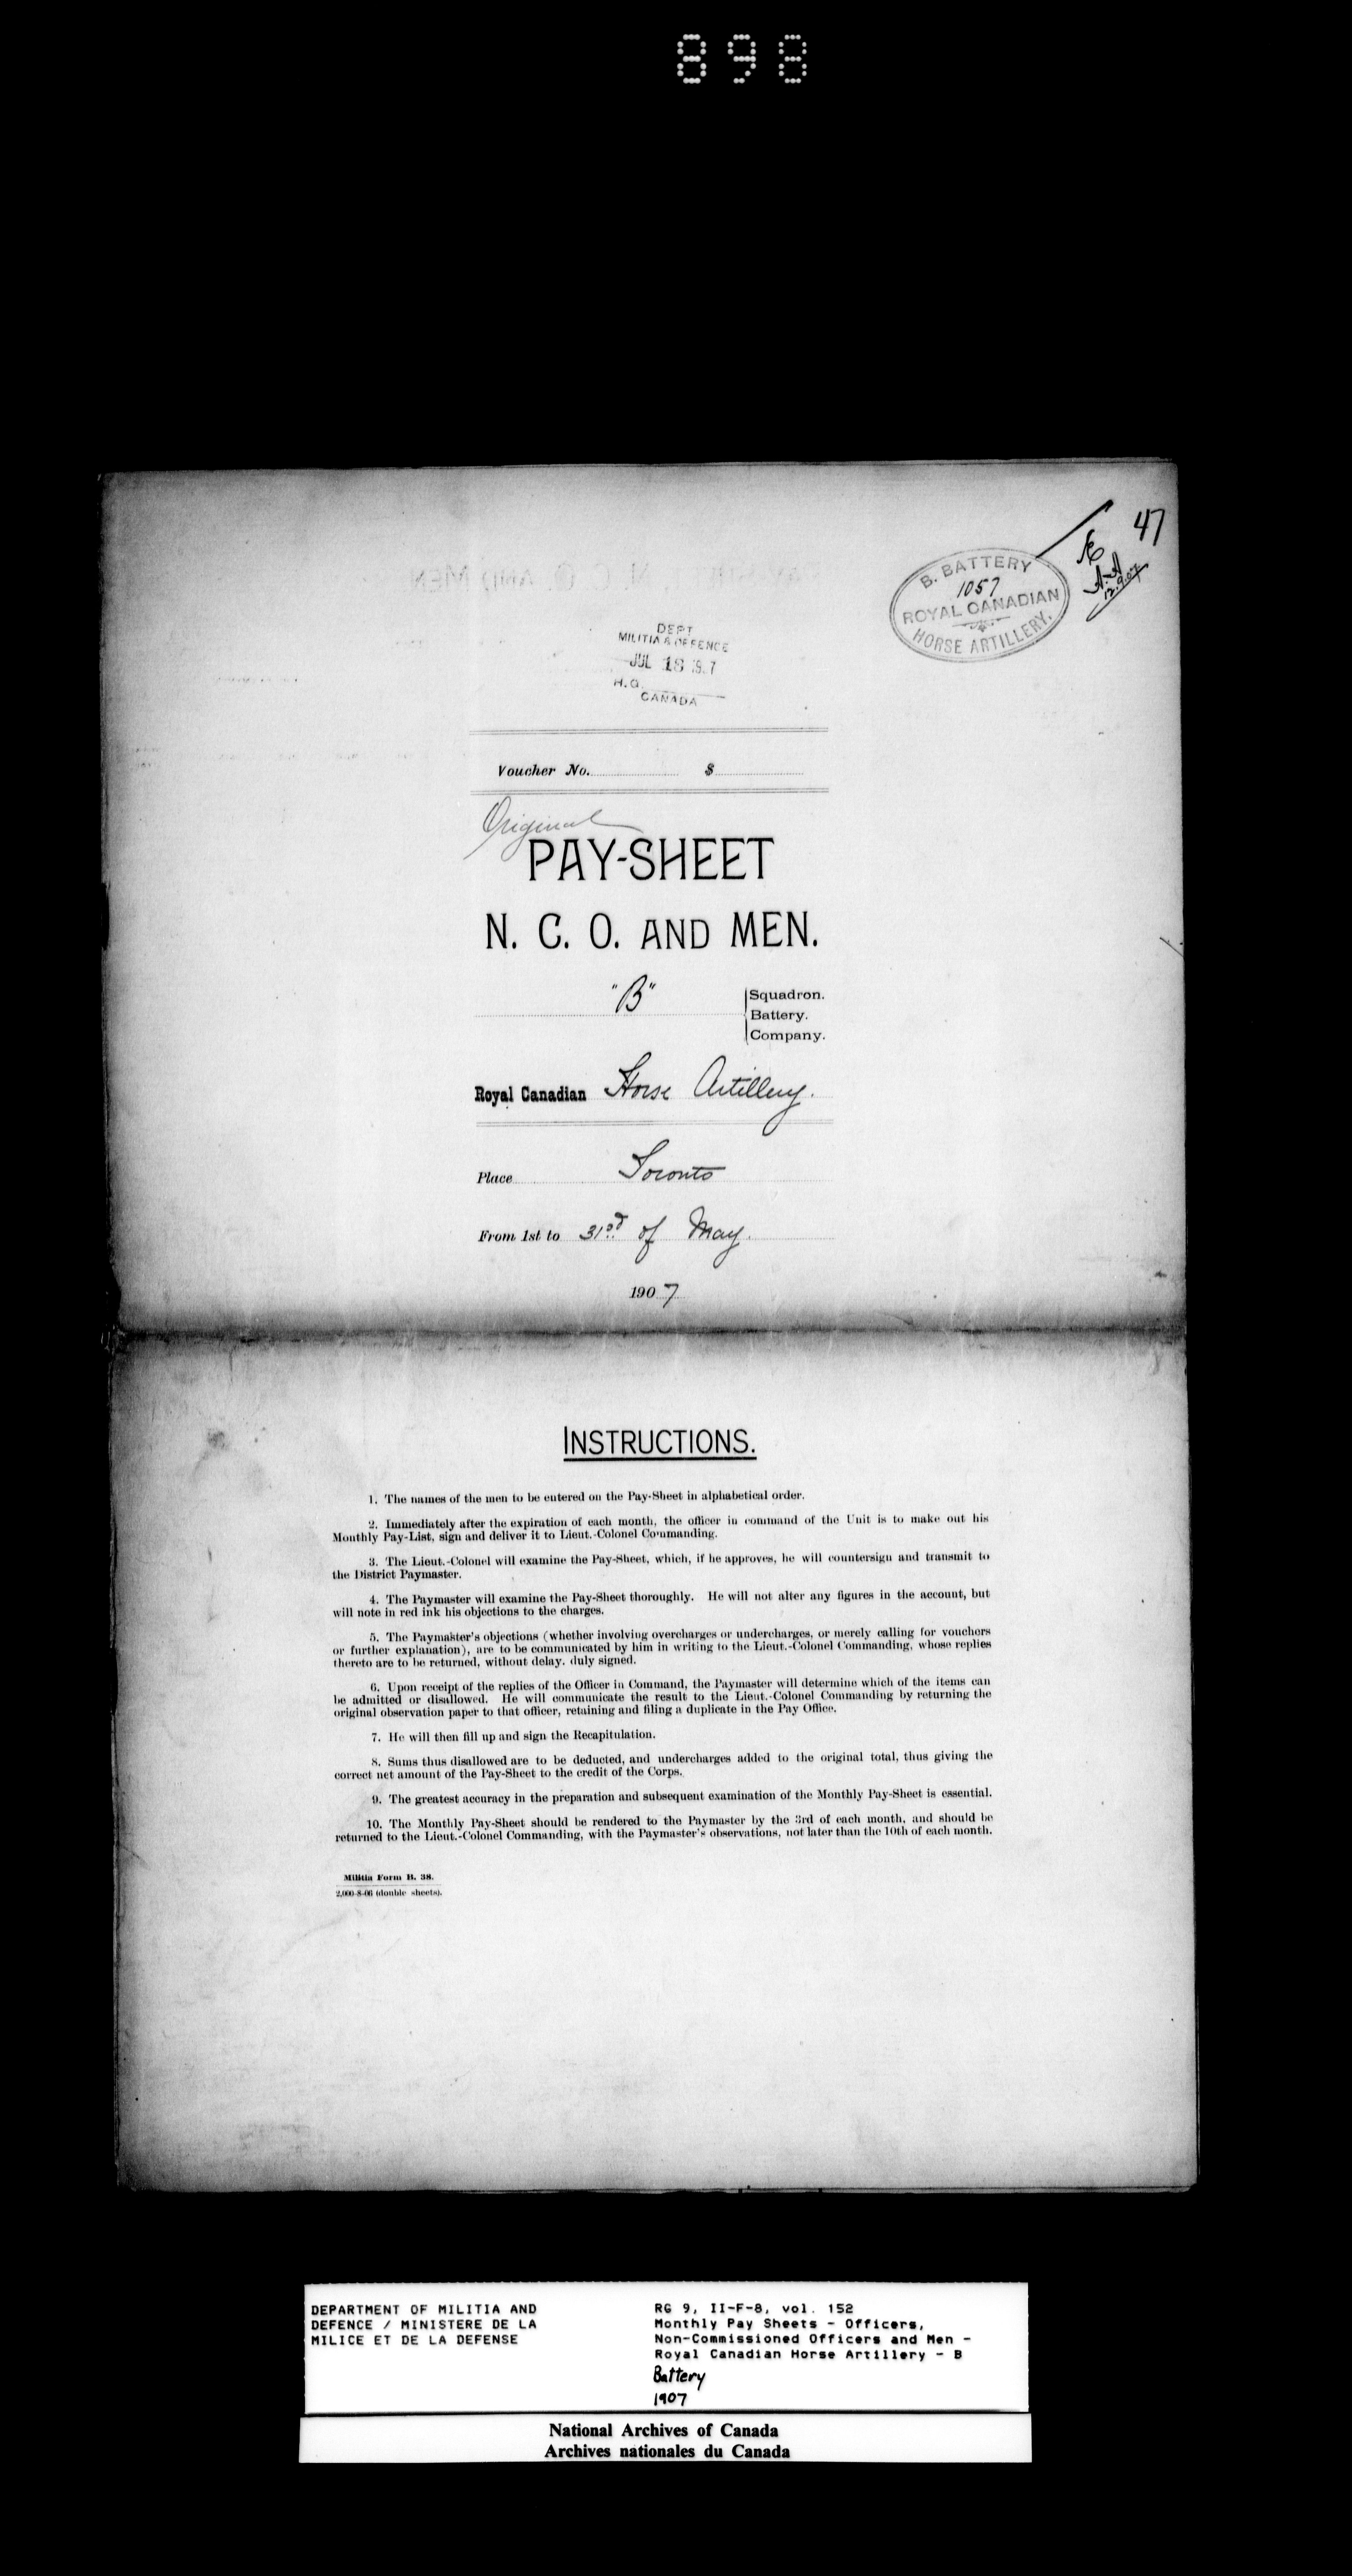 898
47
B. BATTERY
1057
ROYAL CANADIAN
HORSE ARTILLERY.
DEPT
MILITIA & DEFENCE
JUL 18 19 7
H.Q.
CANADA
Voucher No. $
Original
PAY-SHEET
N. C. O. AND MEN.
"B"
Squadron.
Battery.
Company.
Royal Canadian Horse Artillery.
Place Toronto
From 1st to 31st of May.
1907
INSTRUCTIONS.
1. The names of the men to be entered on the Pay-Sheet in alphabetical order.
2. Immediately after the expiration of each month, the officer in command of the Unit is to make out his
Monthly Pay-List, sign and deliver it to Lieut.-Colonel Commanding.
3. The Lieut.-Colonel will examine the Pay-Sheet, which, if he approves, he will countersign and transmit to
the District Paymaster.
4. The Paymaster will examine the Pay-Sheet thoroughly. He will not alter any figures in the account, but
will note in red ink his objections to the charges.
5. The Paymaster's objections (whether involving overcharges or undercharges, or merely calling for vouchers
or further explanation), are to be communicated by him in writing to the Lieut.-Colonel Commanding, whose replies
thereto are to be returned, without delay, duly signed.
6. Upon receipt of the replies of the Officer in Command, the Paymaster will determine which of the items can
be admitted or disallowed. He will communicate the result to the Lieut.-Colonel Commanding by returning the
original observation paper to that officer, retaining and filing a duplicate in the Pay Office.
7. He will then fill up and sign the Recapitulation.
8. Sums thus disallowed are to be deducted, and undercharges added to the original total, thus giving the
correct net amount of the Pay-Sheet to the credit of the Corps.
9. The greatest accuracy in the preparation and subsequent examination of the Monthly Pay-Sheet is essential.
10. The Monthly Pay-Sheet should be rendered to the Paymaster by the 3rd of each month, and should be
returned to the Lieut.-Colonel Commanding, with the Paymaster's observations, not later than the 10th of each month.
Militia Form B. 38.
2,000-8-06 (double sheets).
DEPARTMENT OF MILITIA AND
DEFENCE / MINISTERE DE LA
MILICE ET DE LA DEFENSE
RG 9, II-F-8, vol. 152
Monthly Pay Sheets - Officers,
Non-Commissioned Officers and Men -
Royal Canadian Horse Artillery - B
Battery
1907
National Archives of Canada
Archives nationales du Canada